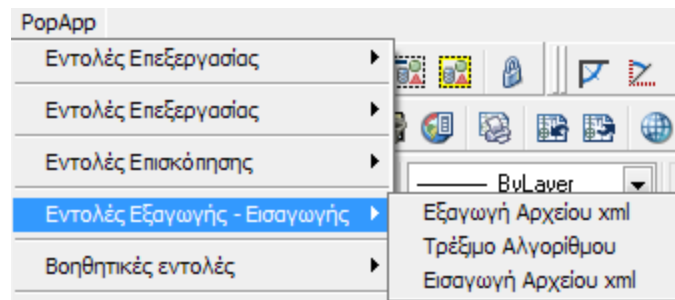 PopApp
Εντολές Επεξεργασίας
Εντολές Επεξεργασίας
Εντολές Επισκόπησης
ByLayer
Εντολές Εξαγωγής - Εισαγωγής
Εξαγωγή Αρχείου xml
Τρέξιμο Αλγορίθμου
Βοηθητικές εντολές
Εισαγωγή Αρχείου xml